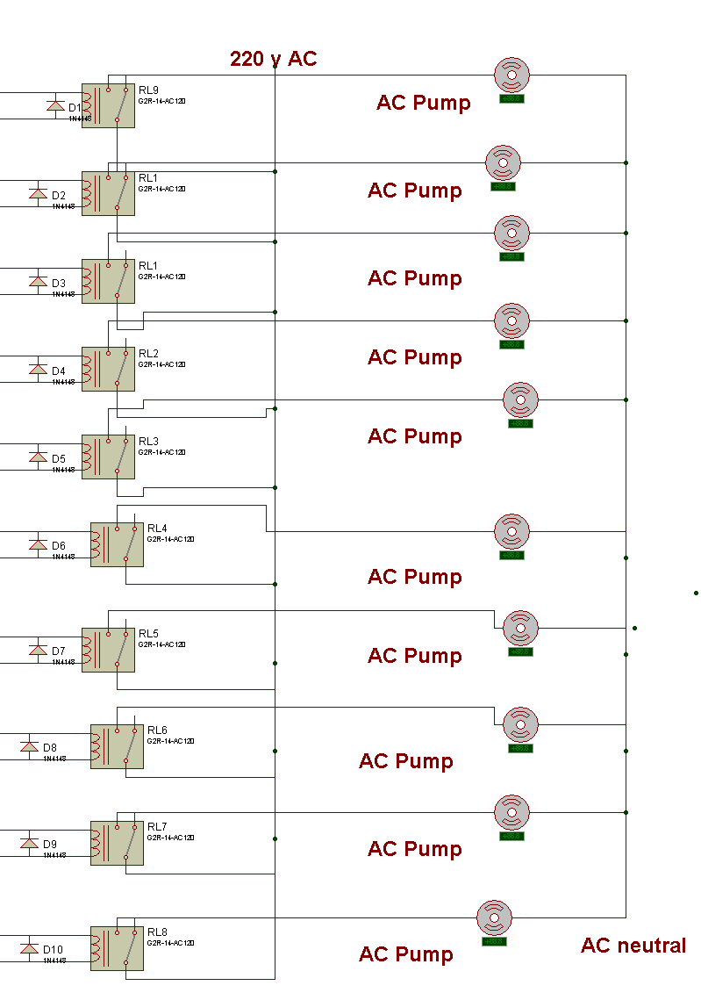 220 v AC
RL9
G2R-14-AC120
AC Pump
D1
1N4148
RL1
G2R-14-AC120
AC Pump
D2
1N4148
RL1
G2R-14-AC120
AC Pump
D3
1N4148
RL2
G2R-14-AC120
AC Pump
D4
1N4148
RL3
G2R-14-AC120
AC Pump
D5
1N4148
RL4
G2R-14-AC120
D6
1N4148
AC Pump
RL5
G2R-14-AC120
D7
1N4148
AC Pump
RL6
G2R-14-AC120
D8
1N4148
AC Pump
RL7
G2R-14-AC120
D9
1N4148
AC Pump
RL8
G2R-14-AC120
AC neutral
D10
1N4148
AC Pump